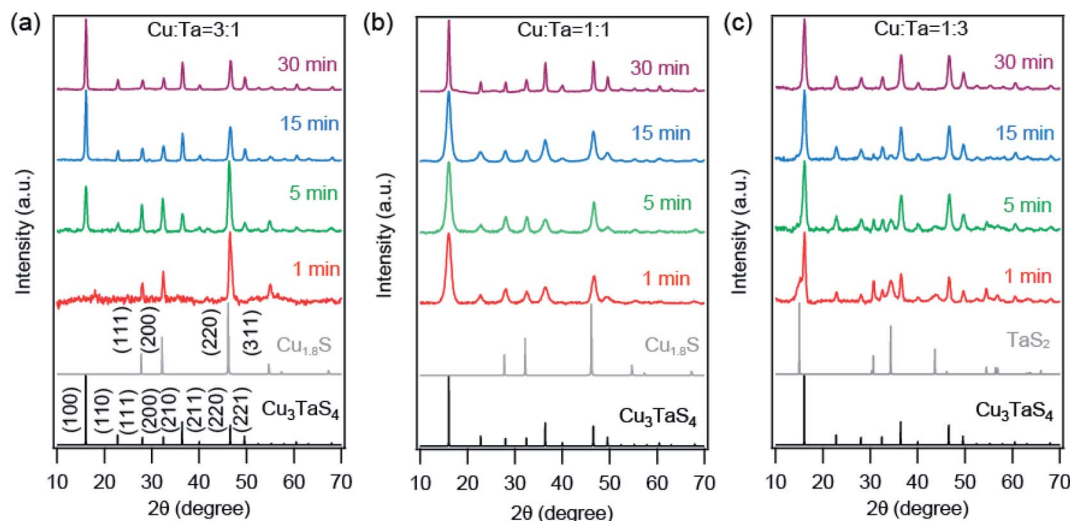 (a)
Cu:Ta=3:1
30 min
15 min
5 min
1 min
(111)
(200)
(220)
(311)
Cu1.8S
(100)
(110)
(111)
(200)
(210)
(211)
(220)
(221)
Cu3TaS4
Intensity (a.u.)
10 20 30 40 50 60 70
2θ (degree)
(b)
Cu:Ta=1:1
30 min
15 min
5 min
1 min
Cu1.8S
Cu3TaS4
Intensity (a.u.)
10 20 30 40 50 60 70
2θ (degree)
(c)
Cu:Ta=1:3
30 min
15 min
5 min
1 min
TaS2
Cu3TaS4
Intensity (a.u.)
10 20 30 40 50 60 70
2θ (degree)